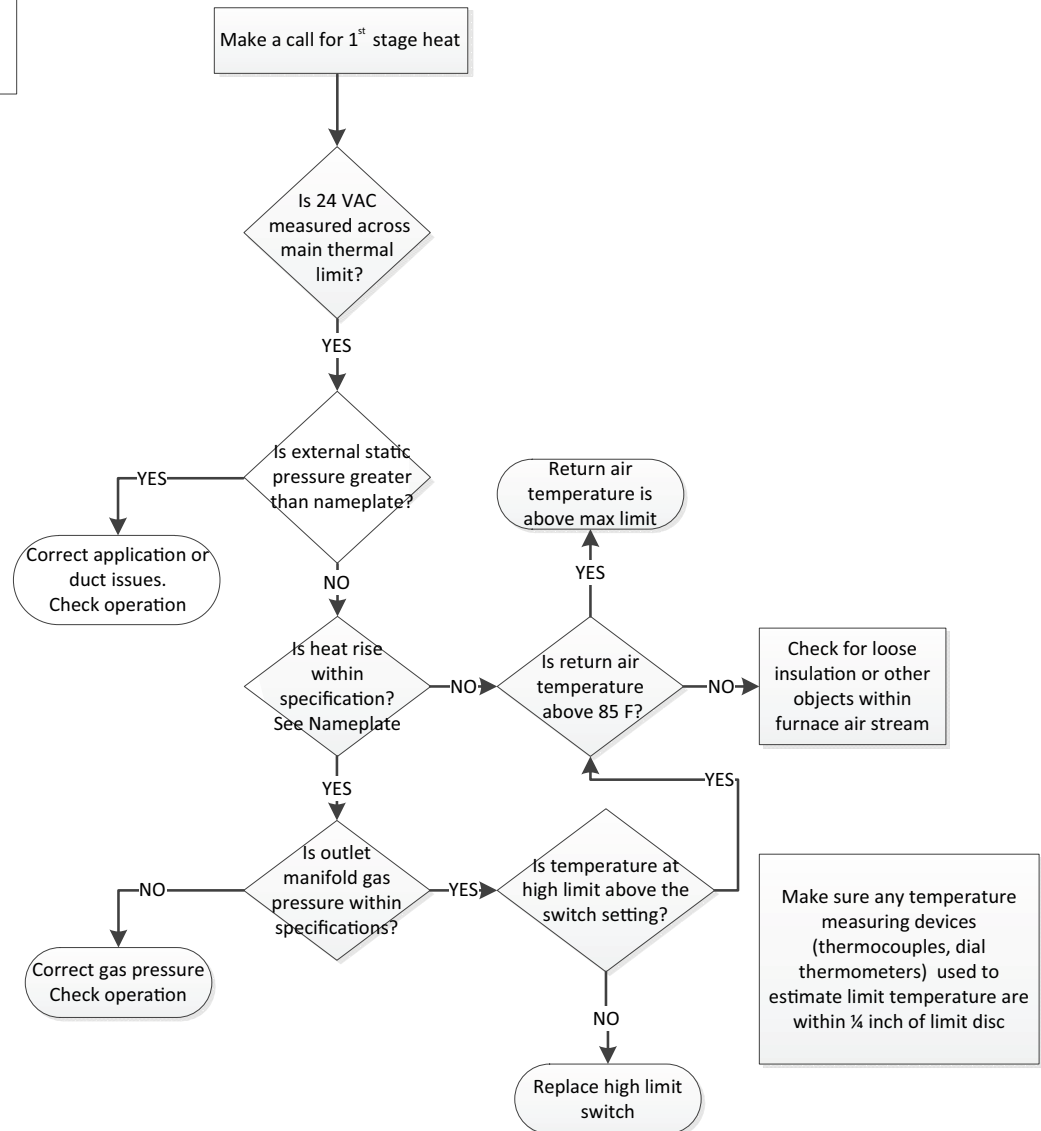 Make a call for 1st stage heat
Is 24 VAC
measured across
main thermal
limit?
YES
Is external static
pressure greater
than nameplate?
YES
Correct application or
duct issues.
Check operation
NO
Return air
temperature is
above max limit
YES
Is heat rise
within
specification?
See Nameplate
NO
Is return air
temperature
above 85 F?
NO
Check for loose
insulation or other
objects within
furnace air stream
YES
YES
Is outlet
manifold gas
pressure within
specifications?
NO
Correct gas pressure
Check operation
YES
Is temperature at
high limit above the
switch setting?
NO
Replace high limit
switch
Make sure any temperature
measuring devices
(thermocouples, dial
thermometers) used to
estimate limit temperature are
within ¼ inch of limit disc